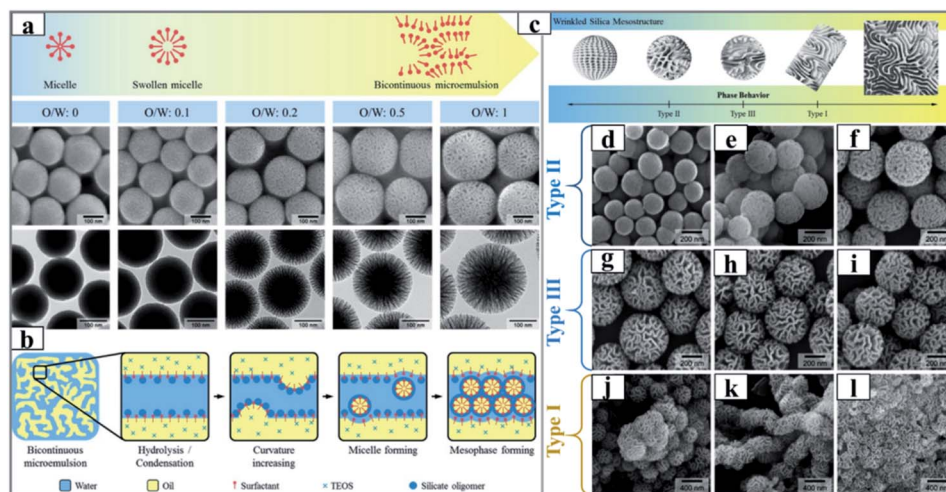 a
Micelle
Swollen micelle
Bicontinuous microemulsion
O/W: 0
O/W: 0.1
O/W: 0.2
O/W: 0.5
O/W: 1
100 nm
100 nm
100 nm
100 nm
100 nm
100 nm
100 nm
100 nm
100 nm
100 nm
b
Bicontinuous
microemulsion
Hydrolysis /
Condensation
Curvature
increasing
Micelle forming
Mesophase forming
Water
Oil
Surfactant
TEOS
Silicate oligomer
c
Wrinkled Silica Mesostructure
Phase Behavior
Type II
Type III
Type I
Type II
d
200 nm
e
200 nm
f
200 nm
Type III
g
200 nm
h
200 nm
i
200 nm
Type I
j
400 nm
k
400 nm
l
400 nm